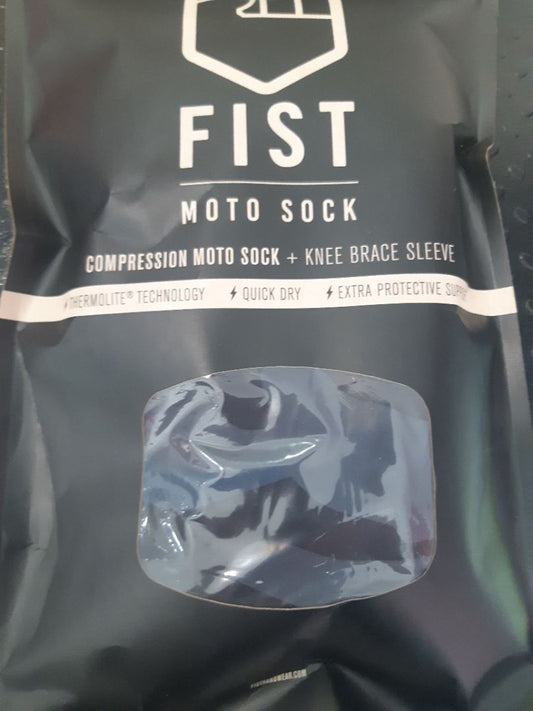 FIST
MOTO SOCK
COMPRESSION MOTO SOCK + KNEE BRACE SLEEVE
THERMOLITE® TECHNOLOGY QUICK DRY EXTRA PROTECTIVE